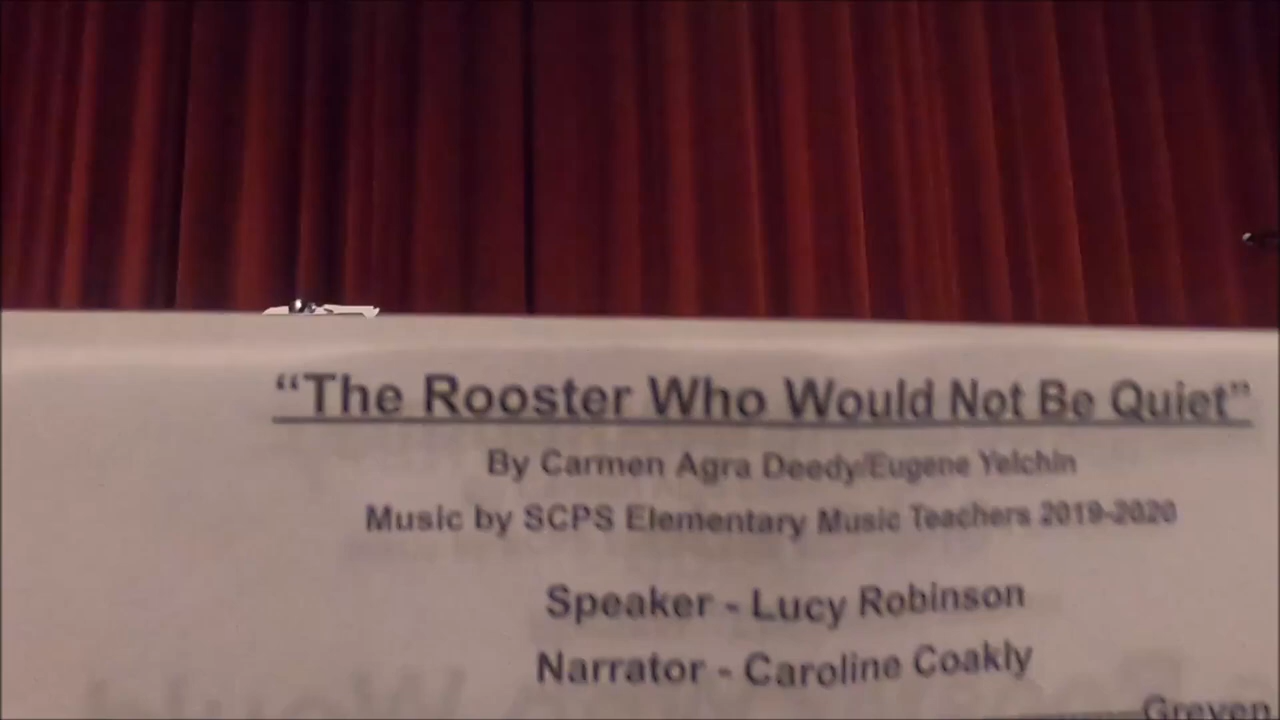 “The Rooster Who Would Not Be Quiet”
By Carmen Agra Deedy/Eugene Yelchin
Music by SCPS Elementary Music Teachers 2019-2020
Speaker - Lucy Robinson
Narrator - Caroline Coakly
Greven